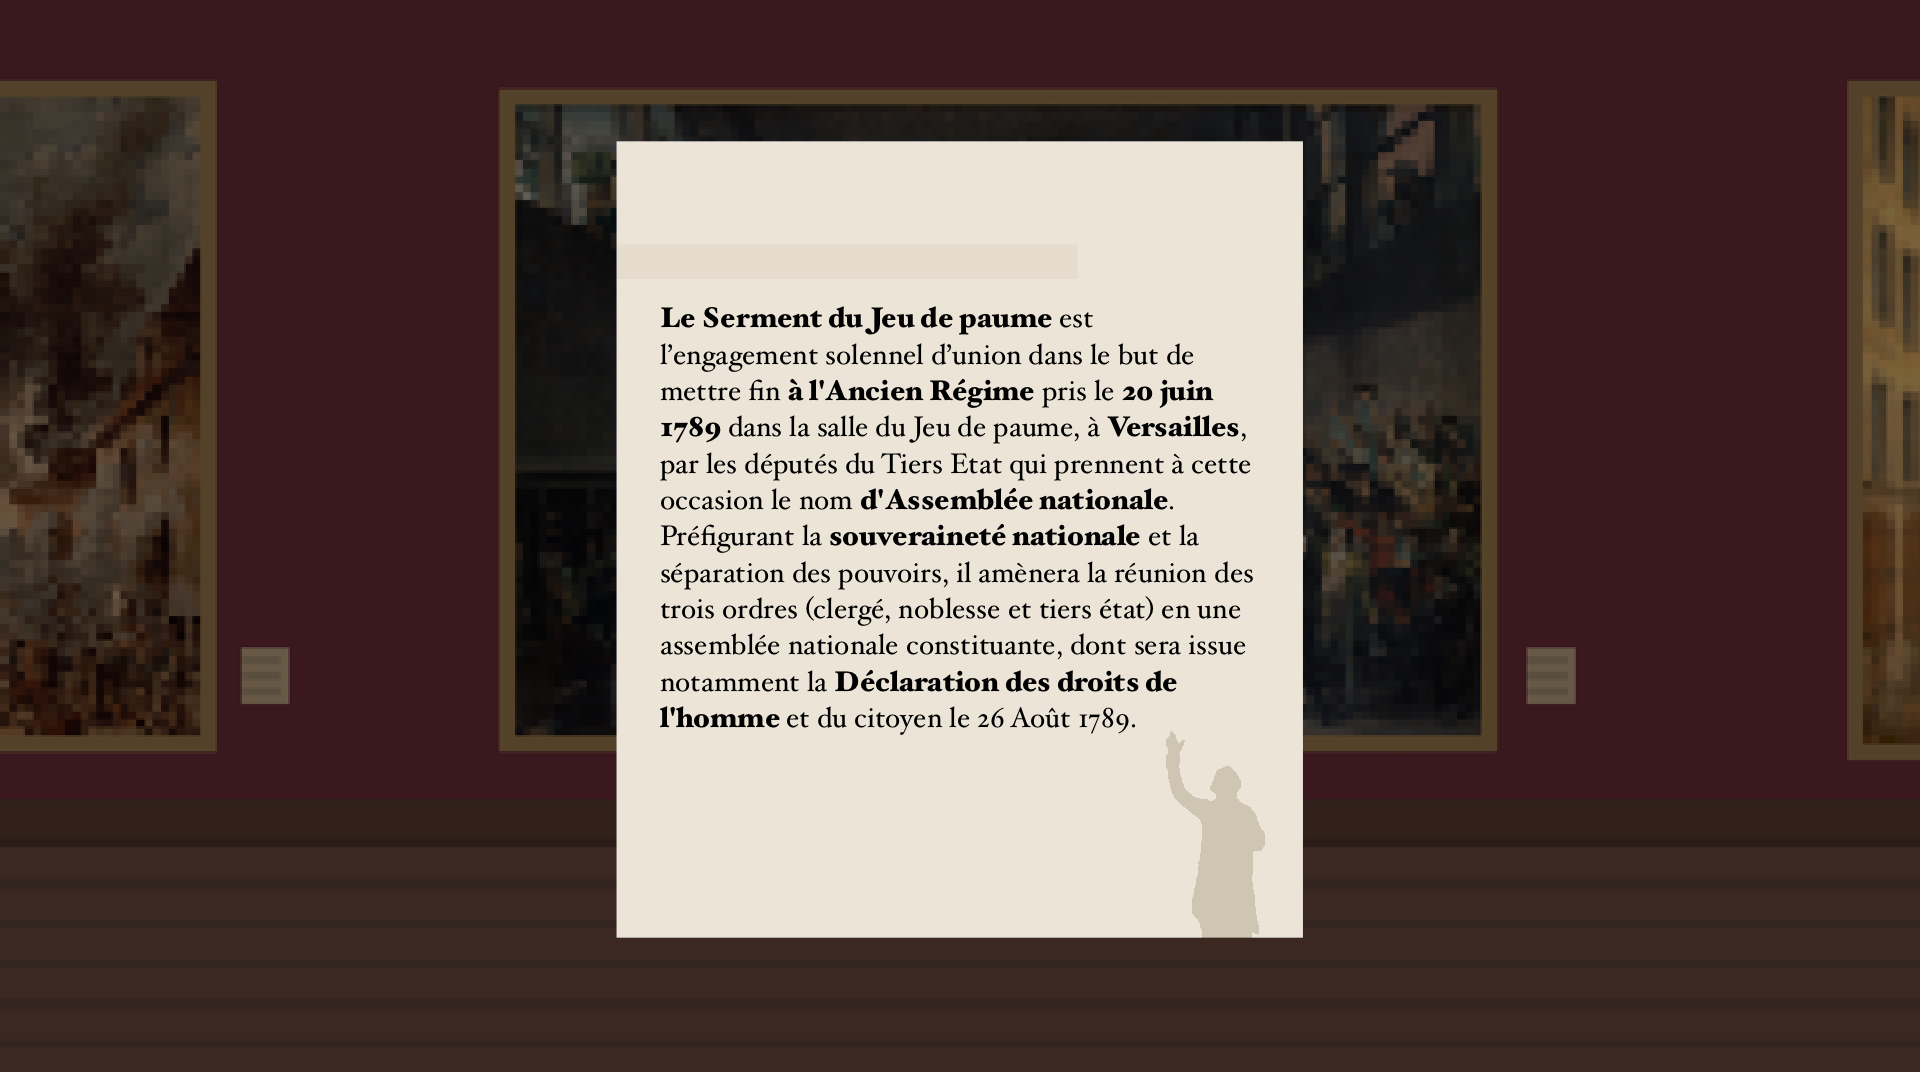 Le Serment du Jeu de paume est
l’engagement solennel d’union dans le but de
mettre fin à l'Ancien Régime pris le 20 juin
1789 dans la salle du Jeu de paume, à Versailles,
par les députés du Tiers Etat qui prennent à cette
occasion le nom d'Assemblée nationale.
Préfigurant la souveraineté nationale et la
séparation des pouvoirs, il amènera la réunion des
trois ordres (clergé, noblesse et tiers état) en une
assemblée nationale constituante, dont sera issue
notamment la Déclaration des droits de
l'homme et du citoyen le 26 Août 1789.